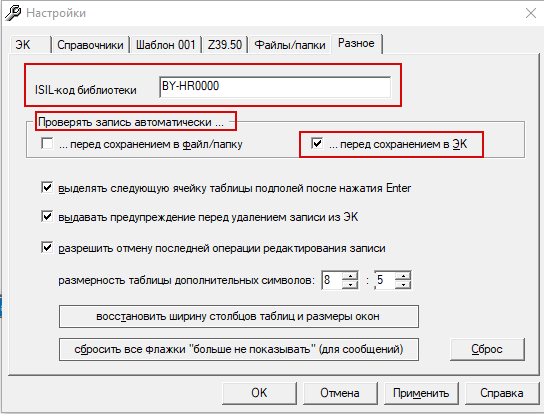 Настройки
ЭК Справочники Шаблон 001 Z39.50 Файлы/папки Разное
ISIL-код библиотеки BY-HR0000
Проверять запись автоматически ...
... перед сохранением в файл/папку ... перед сохранением в ЭК
выделять следующую ячейку таблицы подполей после нажатия Enter
выдавать предупреждение перед удалением записи из ЭК
разрешить отмену последней операции редактирования записи
размерность таблицы дополнительных символов: 8 : 5
восстановить ширину столбцов таблиц и размеры окон
сбросить все флажки "больше не показывать" (для сообщений) Сброс
OK Отмена Применить Справка